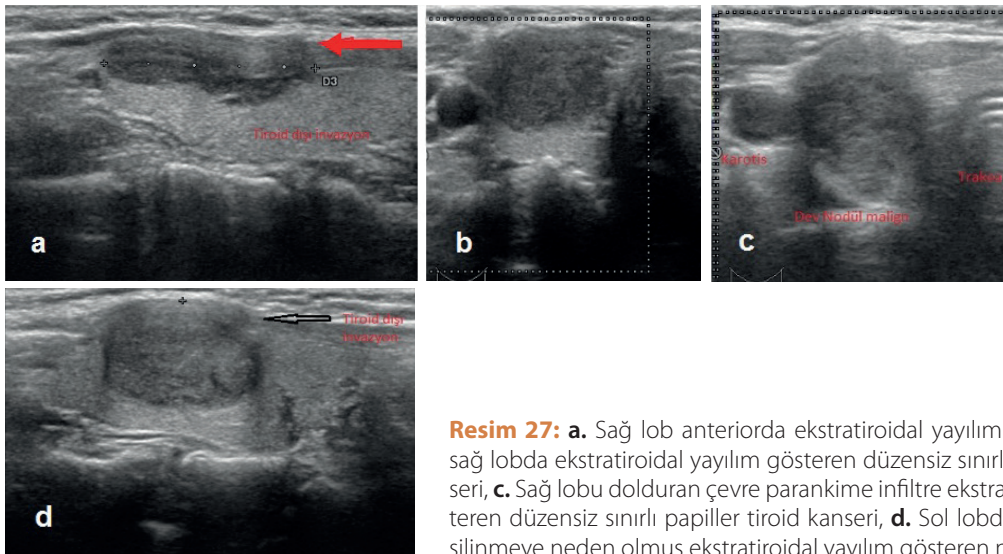 D3
Tiroid dışı invazyon
a
b
Karotis
Trakea
Dev Nodül malign
c
Tiroid dışı
invazyon
d
Resim 27: a. Sağ lob anteriorda ekstratiroidal yayılım
sağ lobda ekstratiroidal yayılım gösteren düzensiz sınırl
seri, c. Sağ lobu dolduran çevre parankime infiltre ekstra
teren düzensiz sınırlı papiller tiroid kanseri, d. Sol lobd
silinmeye neden olmuş ekstratiroidal yayılım gösteren